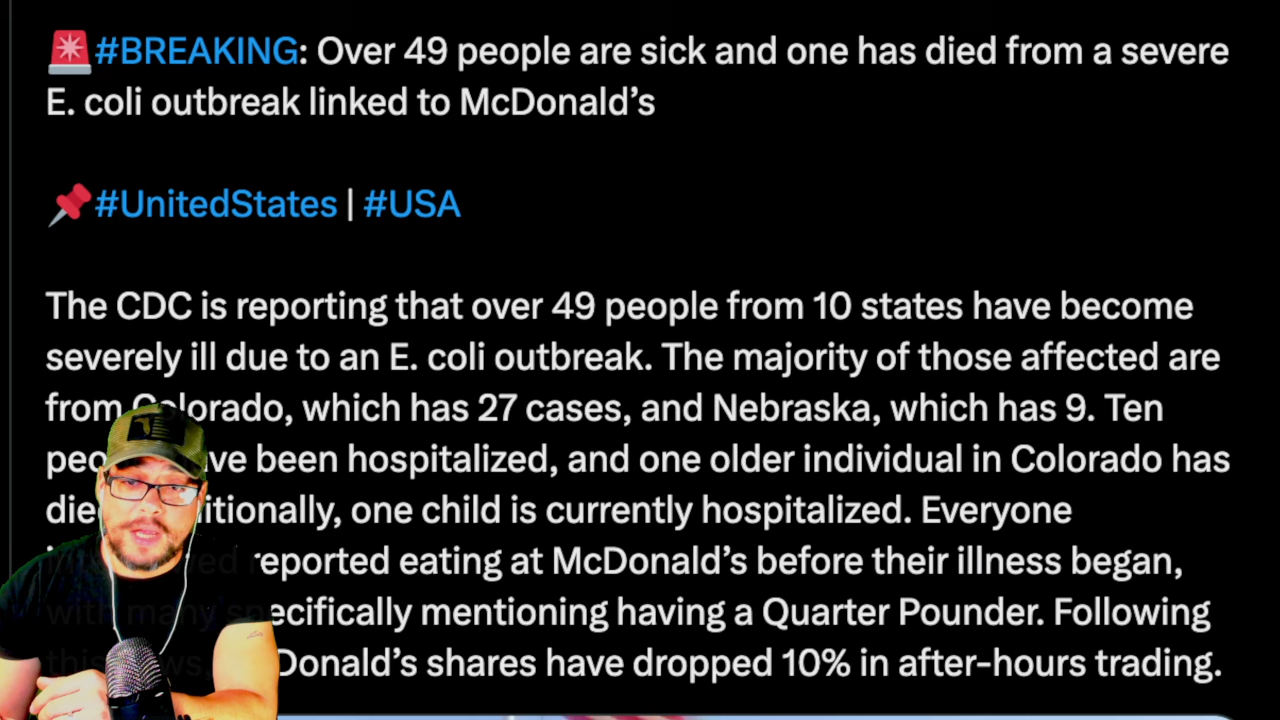 🚨#BREAKING: Over 49 people are sick and one has died from a severe
E. coli outbreak linked to McDonald’s
📌#UnitedStates | #USA
The CDC is reporting that over 49 people from 10 states have become
severely ill due to an E. coli outbreak. The majority of those affected are
from Colorado, which has 27 cases, and Nebraska, which has 9. Ten
been hospitalized, and one older individual in Colorado has
one child is currently hospitalized. Everyone
reported eating at McDonald’s before their illness began,
with many specifically mentioning having a Quarter Pounder. Following
shares have dropped 10% in after-hours trading.